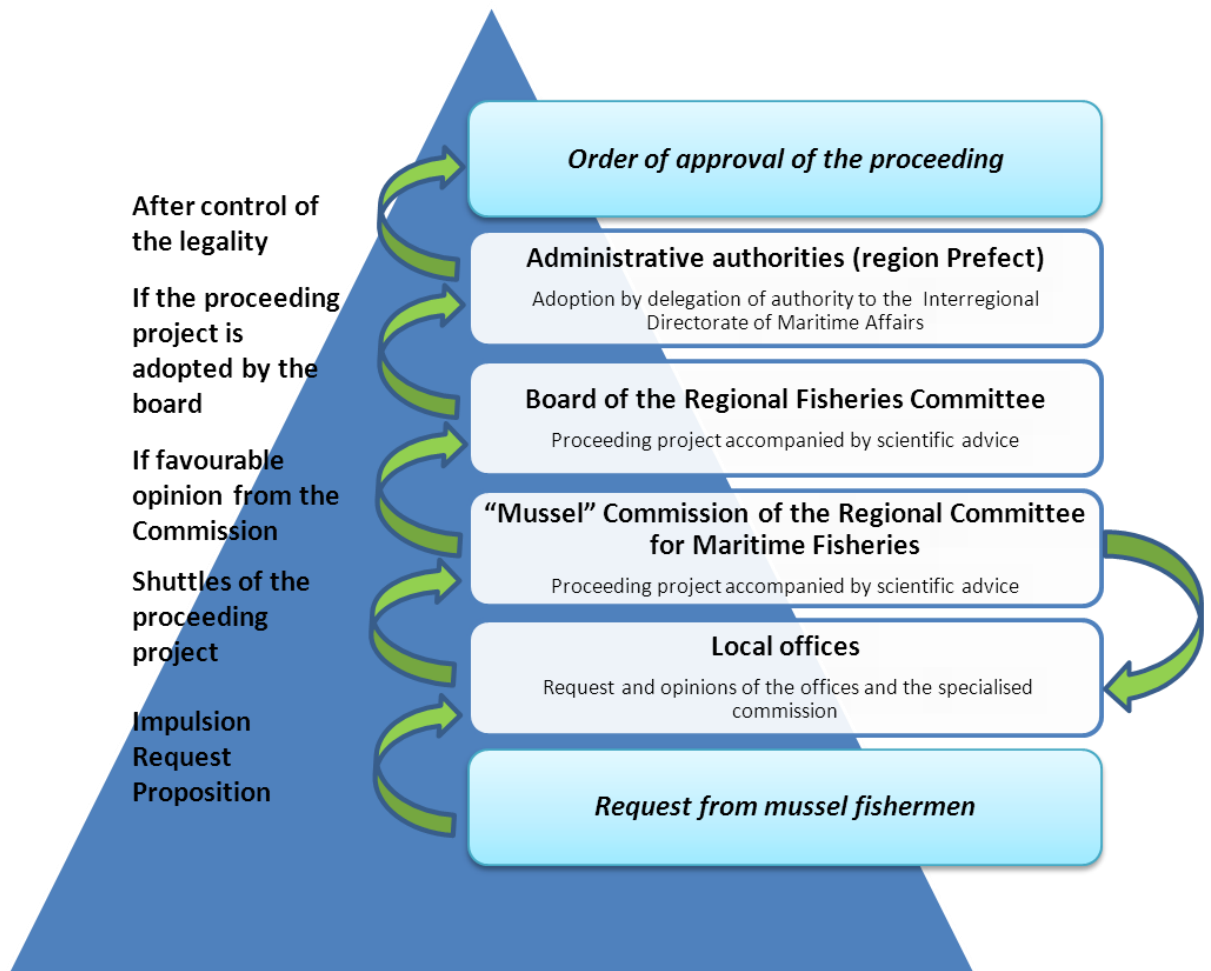 Order of approval of the proceeding
After control of
the legality
Administrative authorities (region Prefect)
Adoption by delegation of authority to the Interregional
Directorate of Maritime Affairs
If the proceeding
project is
adopted by the
board
Board of the Regional Fisheries Committee
Proceeding project accompanied by scientific advice
If favourable
opinion from the
Commission
“Mussel” Commission of the Regional Committee
for Maritime Fisheries
Proceeding project accompanied by scientific advice
Shuttles of the
proceeding
project
Local offices
Request and opinions of the offices and the specialised
commission
Impulsion
Request
Proposition
Request from mussel fishermen